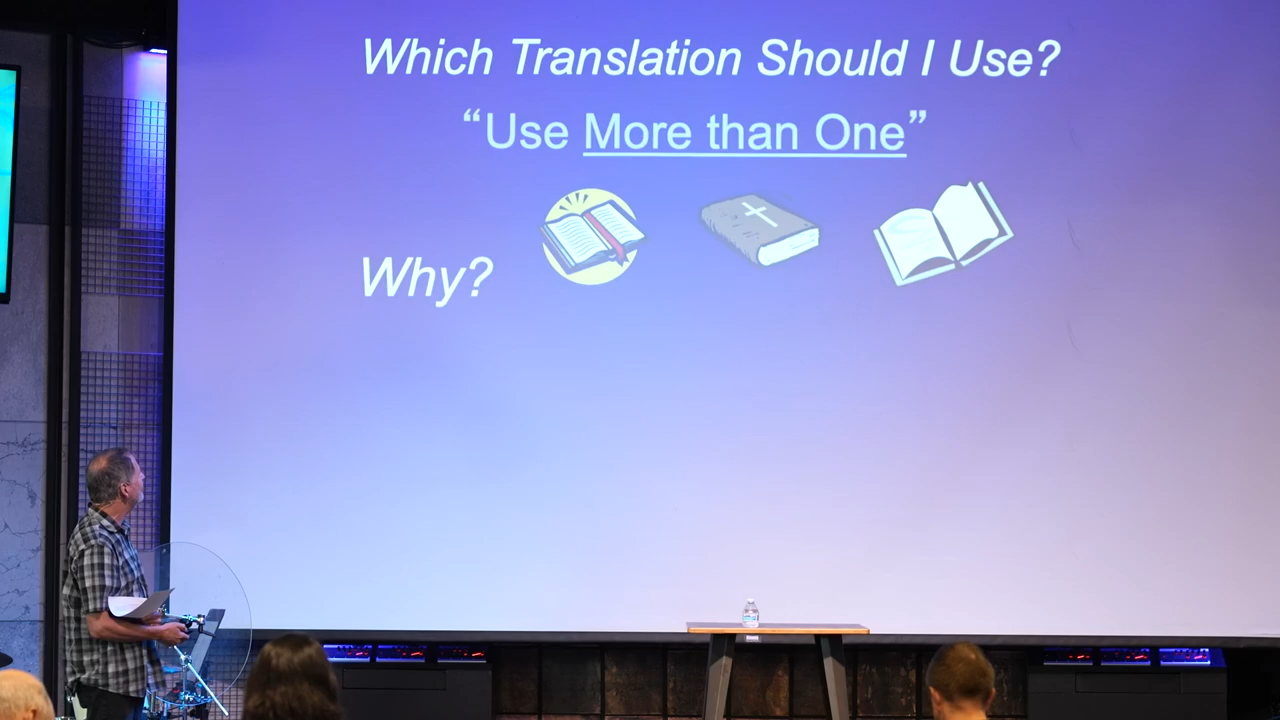 Which Translation Should I Use?
“Use More than One”
Why?